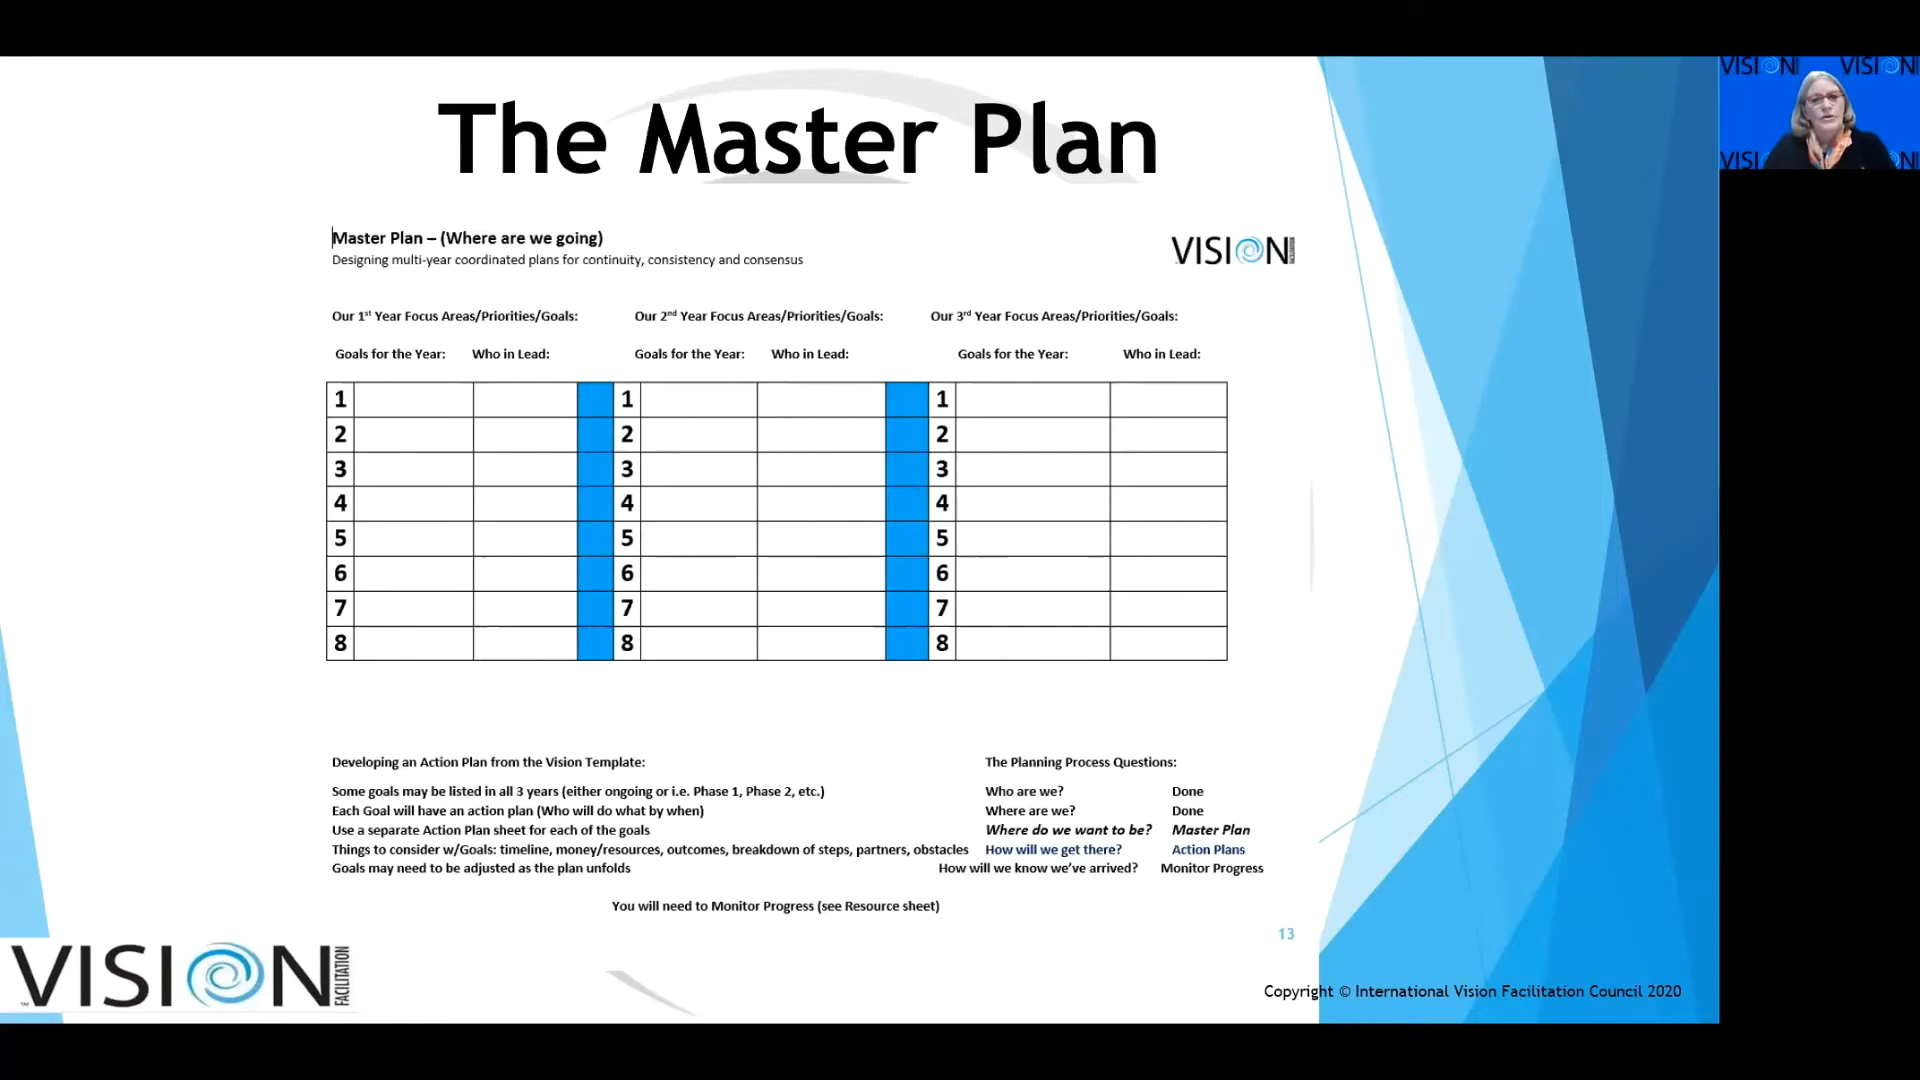 The Master Plan
Master Plan – (Where are we going)
Designing multi-year coordinated plans for continuity, consistency and consensus
VISION FACILITATION
Our 1st Year Focus Areas/Priorities/Goals: Our 2nd Year Focus Areas/Priorities/Goals: Our 3rd Year Focus Areas/Priorities/Goals:
Goals for the Year: Who in Lead: Goals for the Year: Who in Lead: Goals for the Year: Who in Lead:
1 1 1
2 2 2
3 3 3
4 4 4
5 5 5
6 6 6
7 7 7
8 8 8
Developing an Action Plan from the Vision Template:
Some goals may be listed in all 3 years (either ongoing or i.e. Phase 1, Phase 2, etc.)
Each Goal will have an action plan (Who will do what by when)
Use a separate Action Plan sheet for each of the goals
Things to consider w/Goals: timeline, money/resources, outcomes, breakdown of steps, partners, obstacles
Goals may need to be adjusted as the plan unfolds
The Planning Process Questions:
Who are we? Done
Where are we? Done
Where do we want to be? Master Plan
How will we get there? Action Plans
How will we know we've arrived? Monitor Progress
You will need to Monitor Progress (see Resource sheet)
13
VISION FACILITATION
™
Copyright © International Vision Facilitation Council 2020
VISION VISION
VISI ON